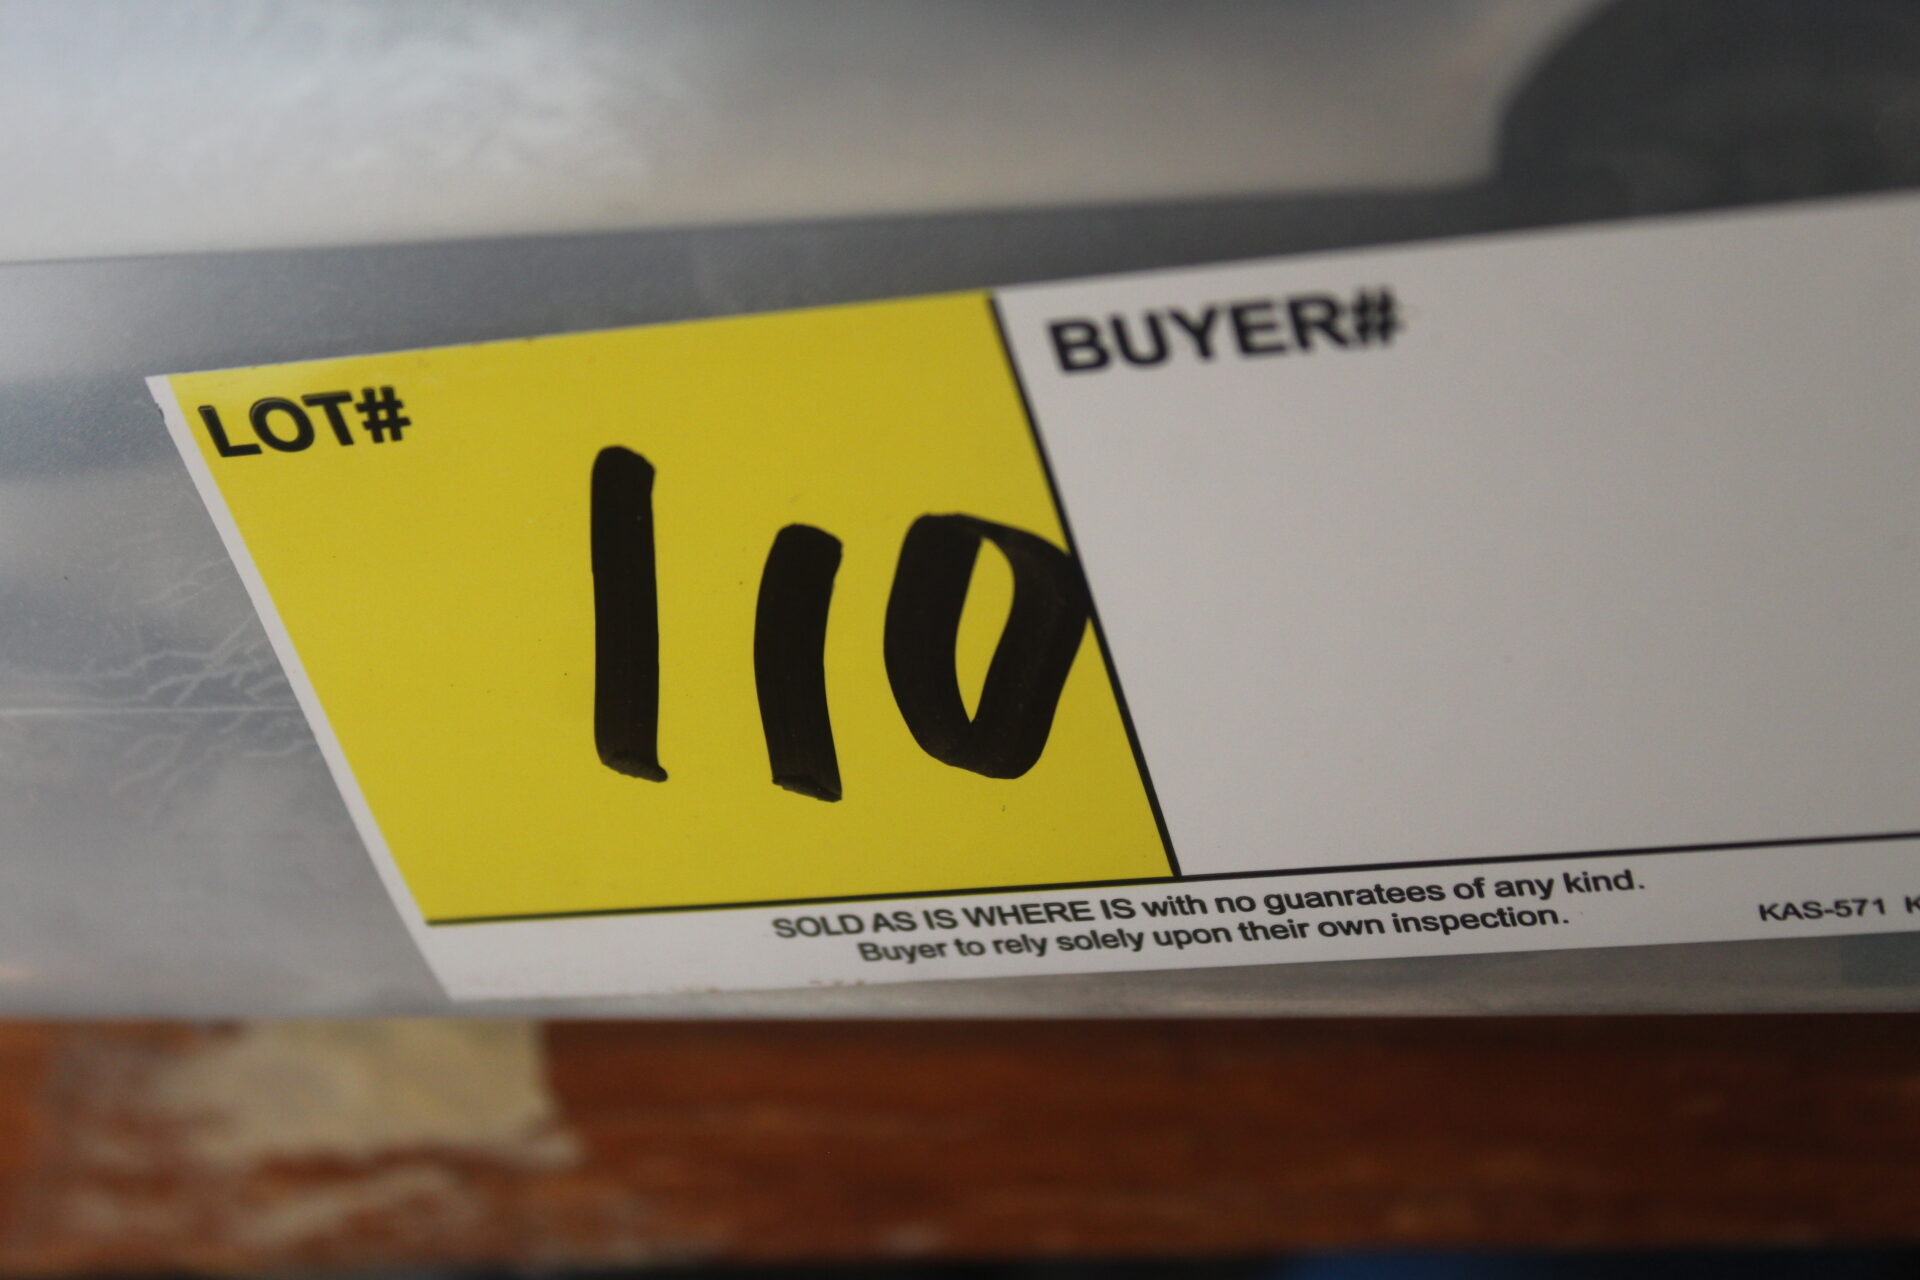 LOT#
110
BUYER#
SOLD AS IS WHERE IS with no guanratees of any kind.
Buyer to rely solely upon their own inspection.
KAS-571